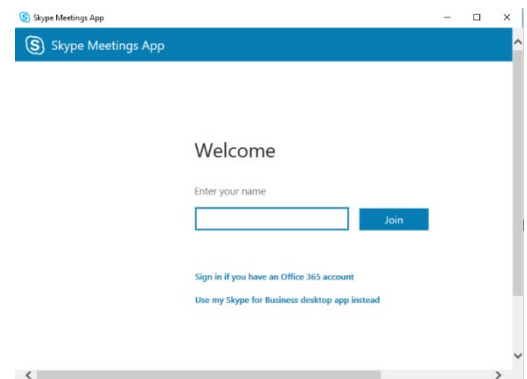 Skype Meetings App
Skype Meetings App
Welcome
Enter your name
Join
Sign in if you have an Office 365 account
Use my Skype for Business desktop app instead